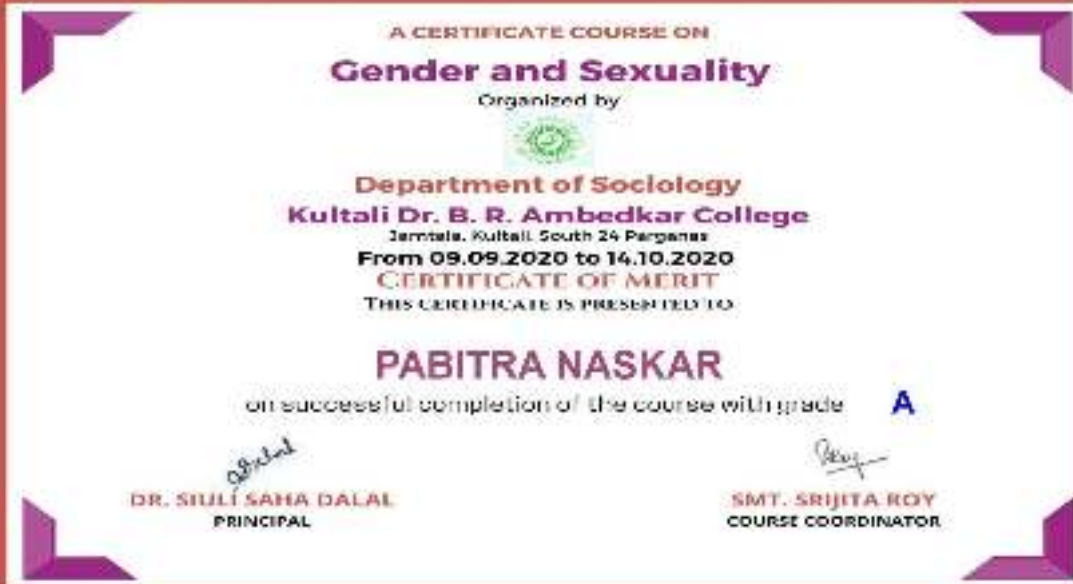 A CERTIFICATE COURSE ON
Gender and Sexuality
Organized by
Department of Sociology
Kultali Dr. B. R. Ambedkar College
Jamtala, Kultali, South 24 Parganas
From 09.09.2020 to 14.10.2020
CERTIFICATE OF MERIT
THIS CERTIFICATE IS PRESENTED TO
PABITRA NASKAR
on successful completion of the course with grade A
DR. SIULI SAHA DALAL
PRINCIPAL
SMT. SRIJITA ROY
COURSE COORDINATOR